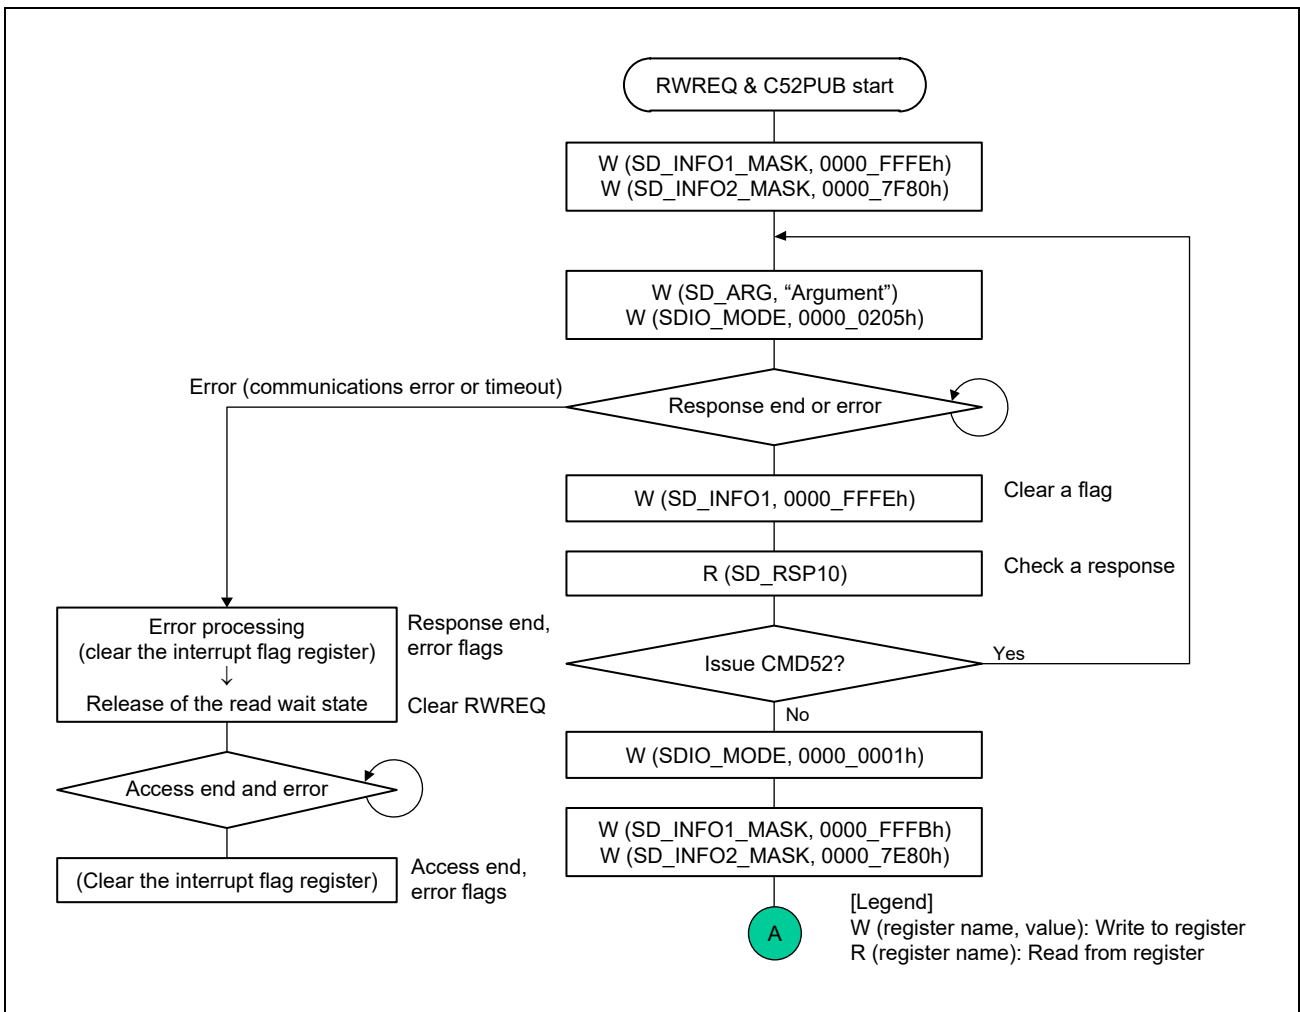 RWREQ & C52PUB start
W (SD_INFO1_MASK, 0000_FFFEh)
W (SD_INFO2_MASK, 0000_7F80h)
W (SD_ARG, “Argument”)
W (SDIO_MODE, 0000_0205h)
Error (communications error or timeout)
Response end or error
W (SD_INFO1, 0000_FFFEh)
Clear a flag
R (SD_RSP10)
Check a response
Error processing
(clear the interrupt flag register)
↓
Release of the read wait state
Response end,
error flags
Clear RWREQ
Issue CMD52?
Yes
No
W (SDIO_MODE, 0000_0001h)
Access end and error
W (SD_INFO1_MASK, 0000_FFFBh)
W (SD_INFO2_MASK, 0000_7E80h)
(Clear the interrupt flag register)
Access end,
error flags
A
[Legend]
W (register name, value): Write to register
R (register name): Read from register